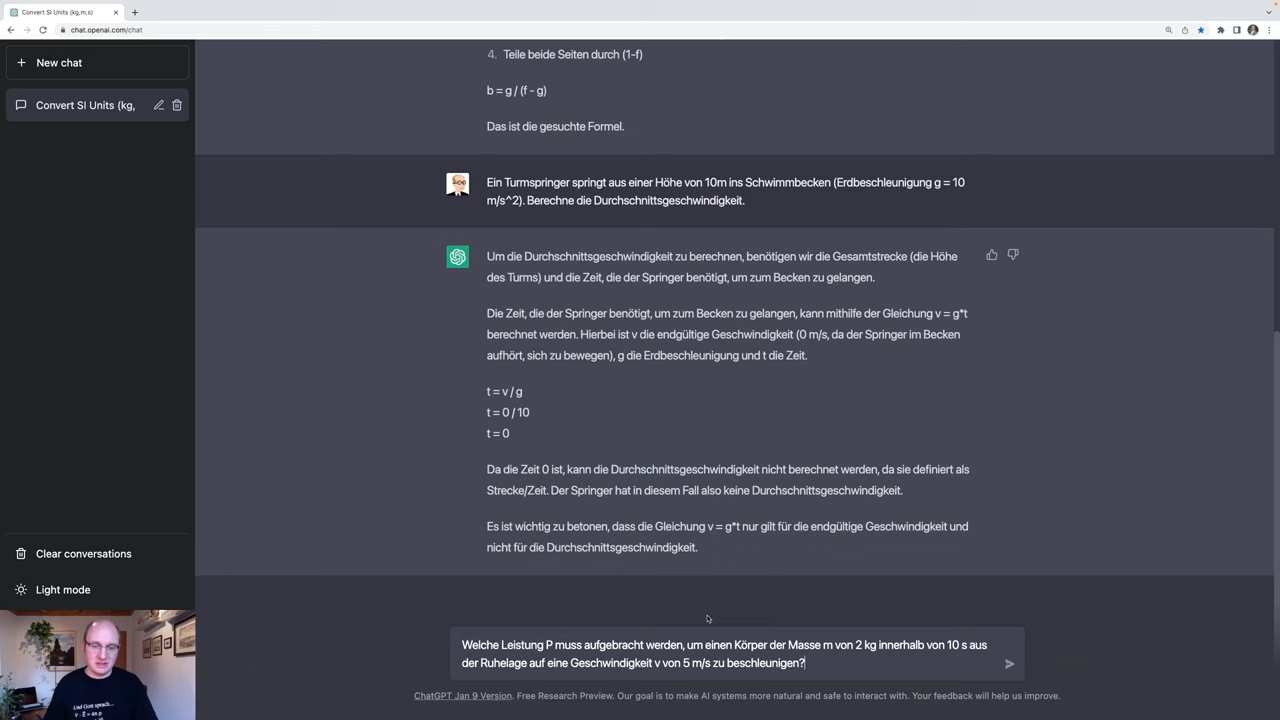 Convert SI Units (kg,m,s)
chat.openai.com/chat
New chat
Convert SI Units (kg,
4. Teile beide Seiten durch (1-f)
b = g / (f - g)
Das ist die gesuchte Formel.
Ein Turmspringer springt aus einer Höhe von 10m ins Schwimmbecken (Erdbeschleunigung g = 10
m/s^2). Berechne die Durchschnittsgeschwindigkeit.
Um die Durchschnittsgeschwindigkeit zu berechnen, benötigen wir die Gesamtstrecke (die Höhe
des Turms) und die Zeit, die der Springer benötigt, um zum Becken zu gelangen.
Die Zeit, die der Springer benötigt, um zum Becken zu gelangen, kann mithilfe der Gleichung v = g*t
berechnet werden. Hierbei ist v die endgültige Geschwindigkeit (0 m/s, da der Springer im Becken
aufhört, sich zu bewegen), g die Erdbeschleunigung und t die Zeit.
t = v / g
t = 0 / 10
t = 0
Da die Zeit 0 ist, kann die Durchschnittsgeschwindigkeit nicht berechnet werden, da sie definiert als
Strecke/Zeit. Der Springer hat in diesem Fall also keine Durchschnittsgeschwindigkeit.
Es ist wichtig zu betonen, dass die Gleichung v = g*t nur gilt für die endgültige Geschwindigkeit und
nicht für die Durchschnittsgeschwindigkeit.
Clear conversations
Light mode
Welche Leistung P muss aufgebracht werden, um einen Körper der Masse m von 2 kg innerhalb von 10 s aus
der Ruhelage auf eine Geschwindigkeit v von 5 m/s zu beschleunigen?
ChatGPT Jan 9 Version. Free Research Preview. Our goal is to make AI systems more natural and safe to interact with. Your feedback will help us improve.
Und Gott sprach...